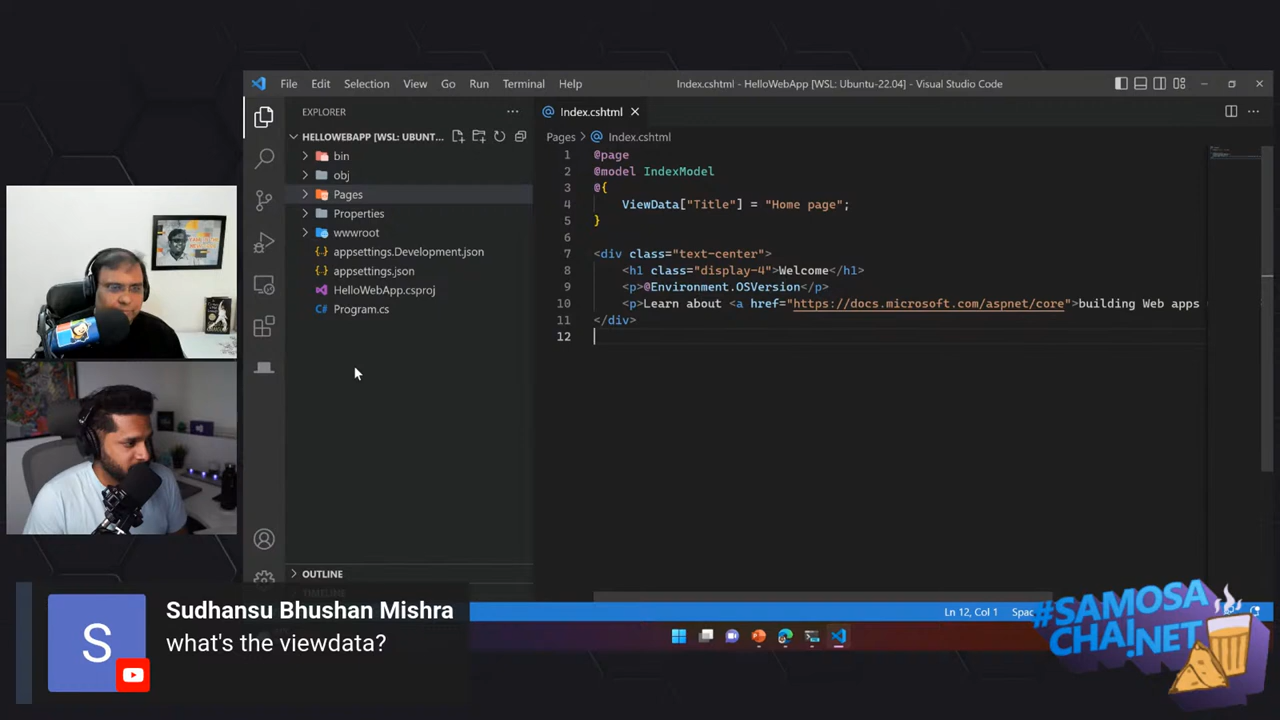 File Edit Selection View Go Run Terminal Help
Index.cshtml - HelloWebApp [WSL: Ubuntu-22.04] - Visual Studio Code
EXPLORER
Index.cshtml
HELLOWEBAPP [WSL: UBUNT...
Pages > Index.cshtml
bin
obj
Pages
Properties
wwwroot
{} appsettings.Development.json
{} appsettings.json
HelloWebApp.csproj
C# Program.cs
1 @page
2 @model IndexModel
3 @{
4 ViewData["Title"] = "Home page";
5 }
6
7 <div class="text-center">
8 <h1 class="display-4">Welcome</h1>
9 <p>@Environment.OSVersion</p>
10 <p>Learn about <a href="https://docs.microsoft.com/aspnet/core">building Web apps
11 </div>
12
OUTLINE
TIMELINE
Ln 12, Col 1
S
Sudhansu Bhushan Mishra
what's the viewdata?
#SAMOSA
CHAI.NET